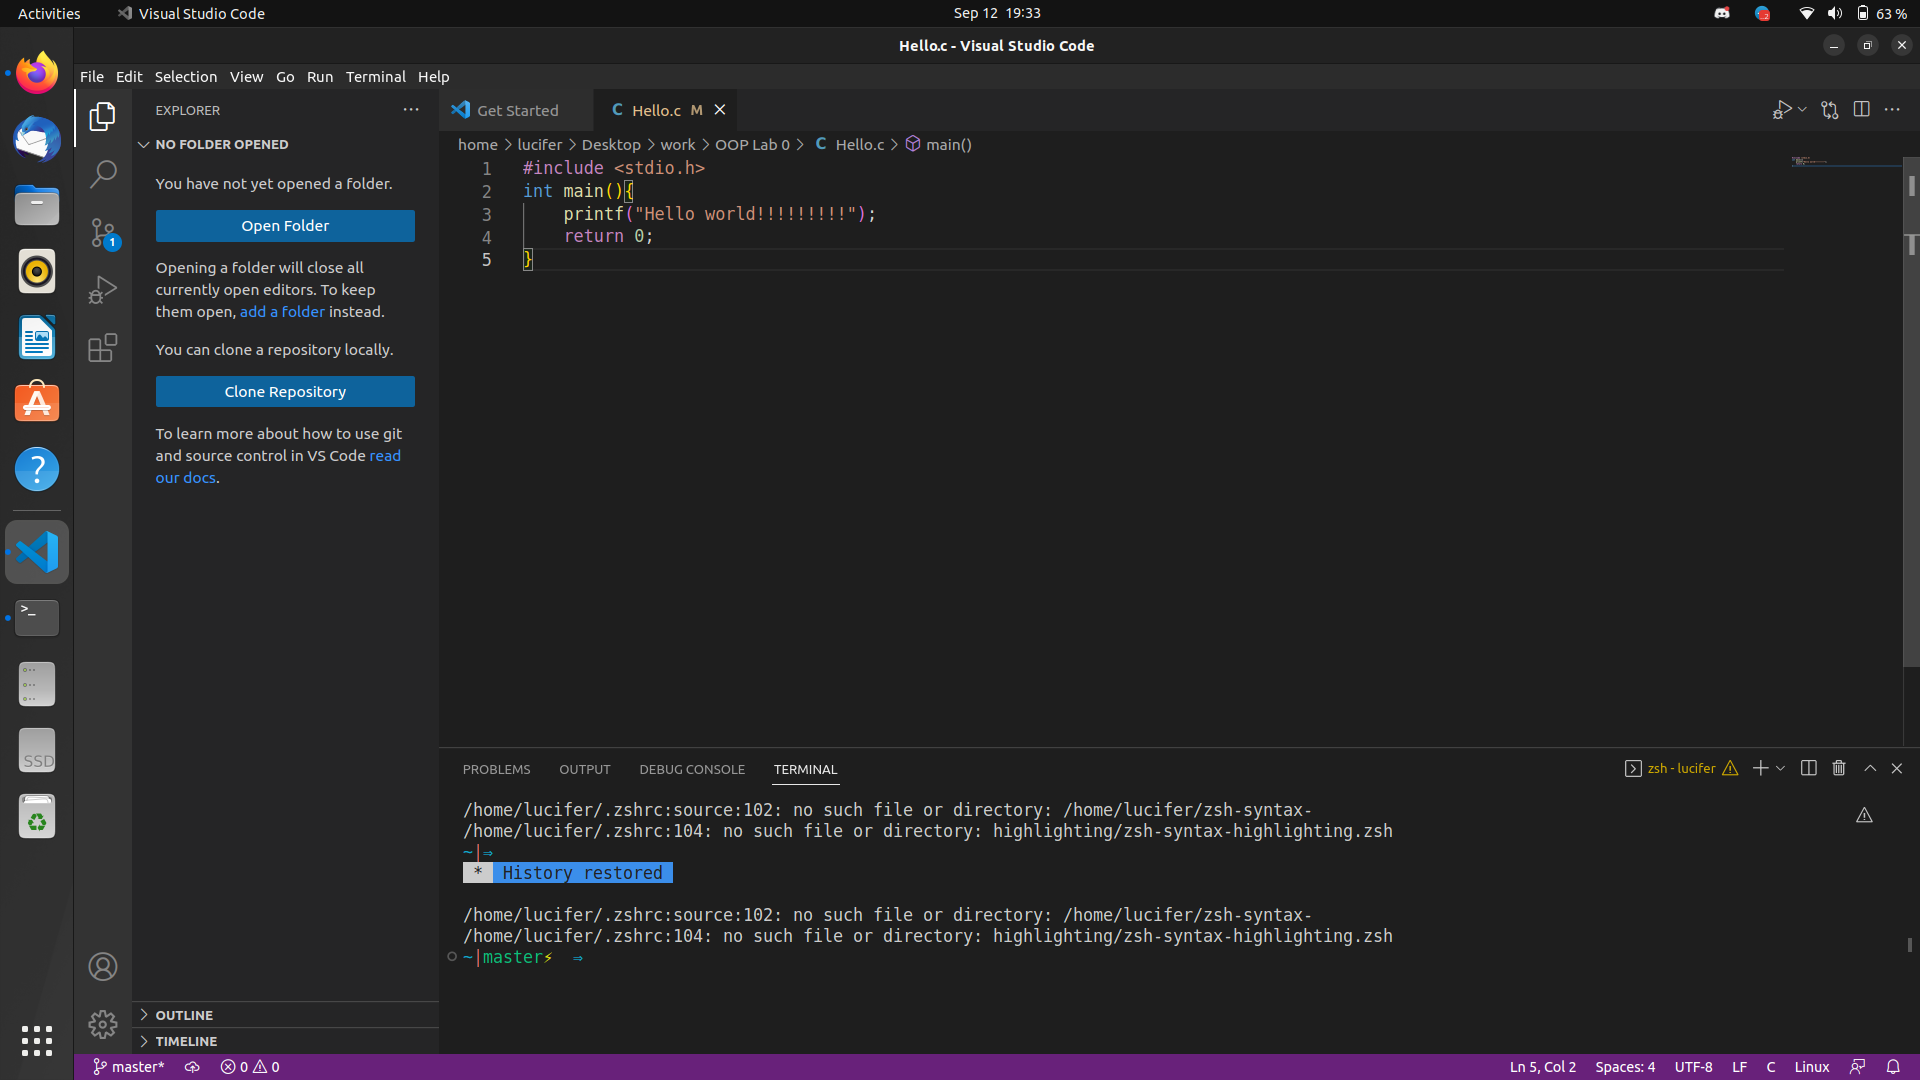 Activities
Visual Studio Code
Sep 12 19:33
63 %
Hello.c - Visual Studio Code
File Edit Selection View Go Run Terminal Help
EXPLORER
NO FOLDER OPENED
You have not yet opened a folder.
Open Folder
Opening a folder will close all
currently open editors. To keep
them open, add a folder instead.
You can clone a repository locally.
Clone Repository
To learn more about how to use git
and source control in VS Code read
our docs.
1
OUTLINE
TIMELINE
Get Started
C Hello.c M
home > lucifer > Desktop > work > OOP Lab 0 > C Hello.c > main()
1 #include <stdio.h>
2 int main(){
3 printf("Hello world!!!!!!!!!");
4 return 0;
5 }
PROBLEMS OUTPUT DEBUG CONSOLE TERMINAL
zsh - lucifer
/home/lucifer/.zshrc:source:102: no such file or directory: /home/lucifer/zsh-syntax-
/home/lucifer/.zshrc:104: no such file or directory: highlighting/zsh-syntax-highlighting.zsh
~|⇒
* History restored
/home/lucifer/.zshrc:source:102: no such file or directory: /home/lucifer/zsh-syntax-
/home/lucifer/.zshrc:104: no such file or directory: highlighting/zsh-syntax-highlighting.zsh
~|master⚡ ⇒
SSD
master* 0 0
Ln 5, Col 2 Spaces: 4 UTF-8 LF C Linux